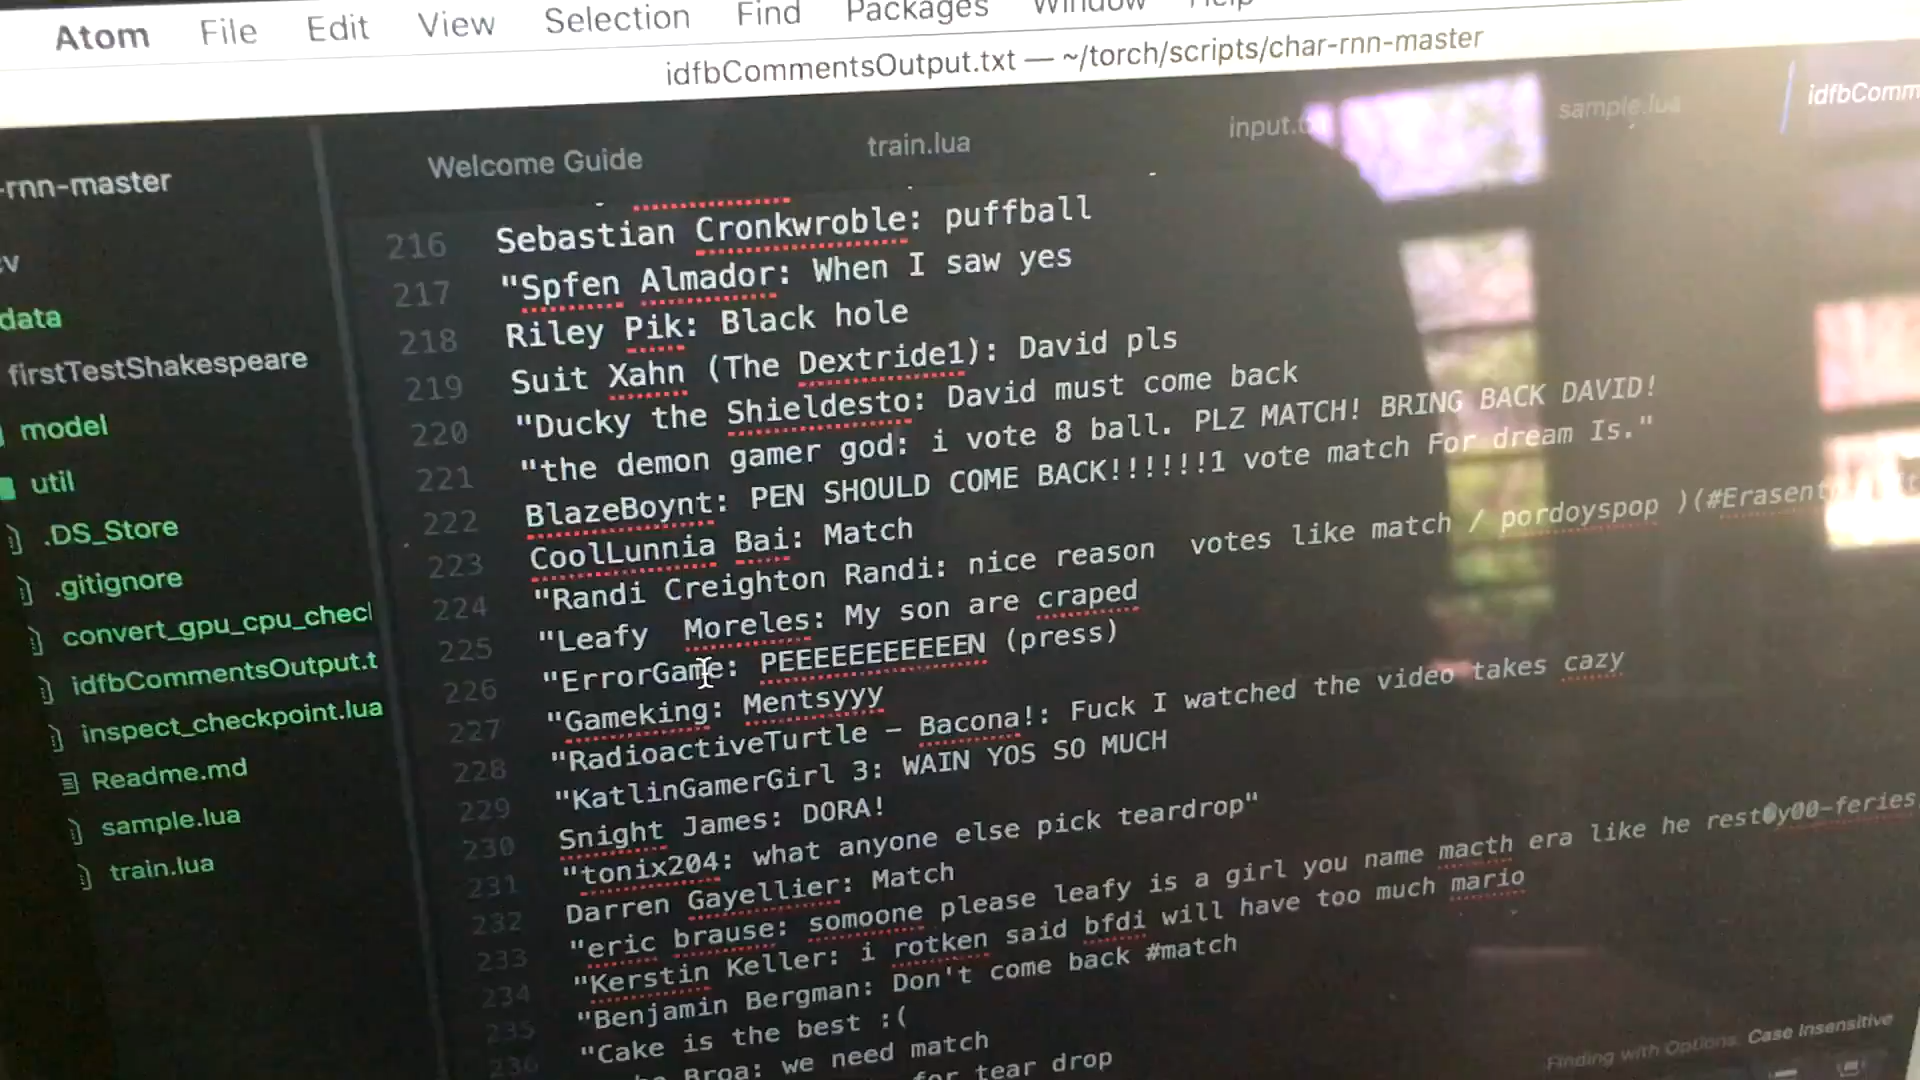 Atom File Edit View Selection Find Packages Window Help
idfbCommentsOutput.txt — ~/torch/scripts/char-rnn-master
Welcome Guide train.lua sample.lua idfbComm
-rnn-master
data
firstTestShakespeare
model
util
.DS_Store
.gitignore
convert_gpu_cpu_checl
idfbCommentsOutput.t
inspect_checkpoint.lua
Readme.md
sample.lua
train.lua
216 Sebastian Cronkwroble: puffball
217 "Spfen Almador: When I saw yes
218 Riley Pik: Black hole
219 Suit Xahn (The Dextride1): David pls
220 "Ducky the Shieldesto: David must come back
221 "the demon gamer god: i vote 8 ball. PLZ MATCH! BRING BACK DAVID!
222 BlazeBoynt: PEN SHOULD COME BACK!!!!!!1 vote match For dream Is."
223 CoolLunnia Bai: Match
224 "Randi Creighton Randi: nice reason votes like match / pordoyspop )(#Erasent
225 "Leafy Moreles: My son are craped
226 "ErrorGame: PEEEEEEEEEEEN (press)
227 "Gameking: Mentsyyy
228 "RadioactiveTurtle – Bacona!: Fuck I watched the video takes cazy
229 "KatlinGamerGirl 3: WAIN YOS SO MUCH
230 Snight James: DORA!
231 "tonix204: what anyone else pick teardrop"
232 Darren Gayellier: Match
233 "eric brause: somoone please leafy is a girl you name macth era like he rest�y00-feries
234 "Kerstin Keller: i rotken said bfdi will have too much mario
235 "Benjamin Bergman: Don't come back #match
236 "Cake is the best :(
Broa: we need match
for tear drop
Finding with Options: Case Insensitive